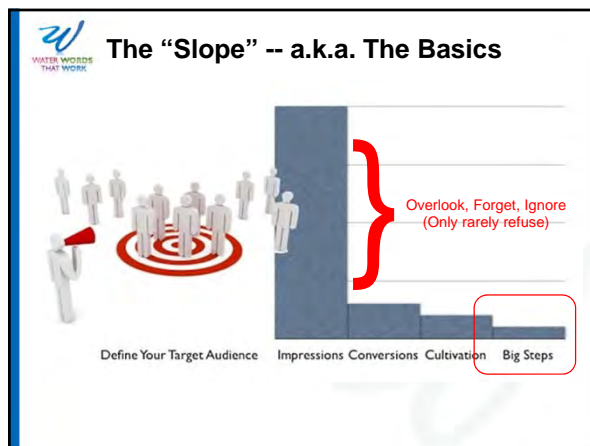 WATER WORDS
THAT WORK
The “Slope” -- a.k.a. The Basics
Overlook, Forget, Ignore
(Only rarely refuse)
Define Your Target Audience
Impressions
Conversions
Cultivation
Big Steps